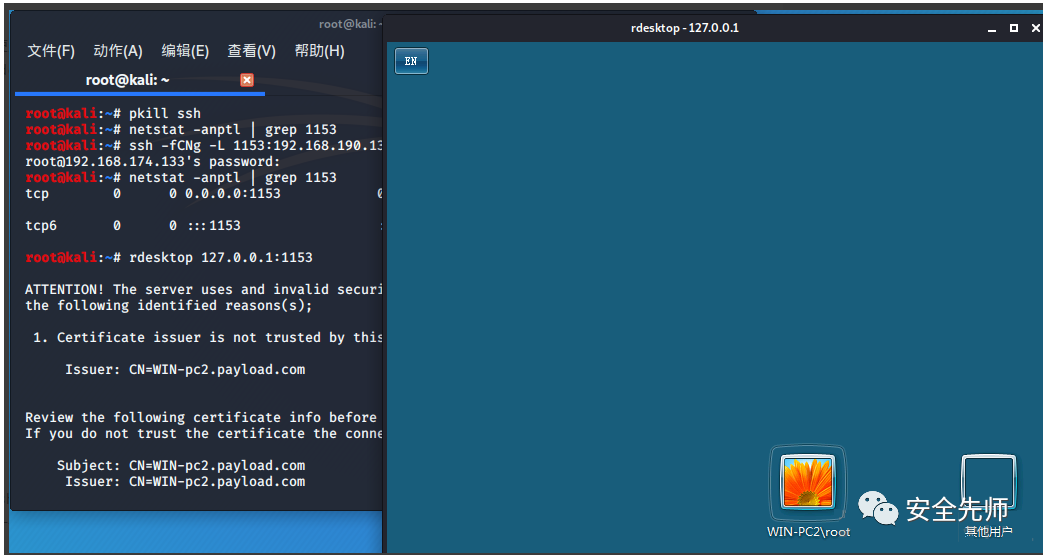 root@kali: ~
文件(F) 动作(A) 编辑(E) 查看(V) 帮助(H)
root@kali: ~
root@kali:~# pkill ssh
root@kali:~# netstat -anptl | grep 1153
root@kali:~# ssh -fCNg -L 1153:192.168.190.13
root@192.168.174.133's password:
root@kali:~# netstat -anptl | grep 1153
tcp 0 0 0.0.0.0:1153
tcp6 0 0 :::1153
root@kali:~# rdesktop 127.0.0.1:1153
ATTENTION! The server uses and invalid securi
the following identified reasons(s);
1. Certificate issuer is not trusted by this
Issuer: CN=WIN-pc2.payload.com
Review the following certificate info before
If you do not trust the certificate the conne
Subject: CN=WIN-pc2.payload.com
Issuer: CN=WIN-pc2.payload.com
rdesktop - 127.0.0.1
EN
WIN-PC2\root
其他用户
安全先师